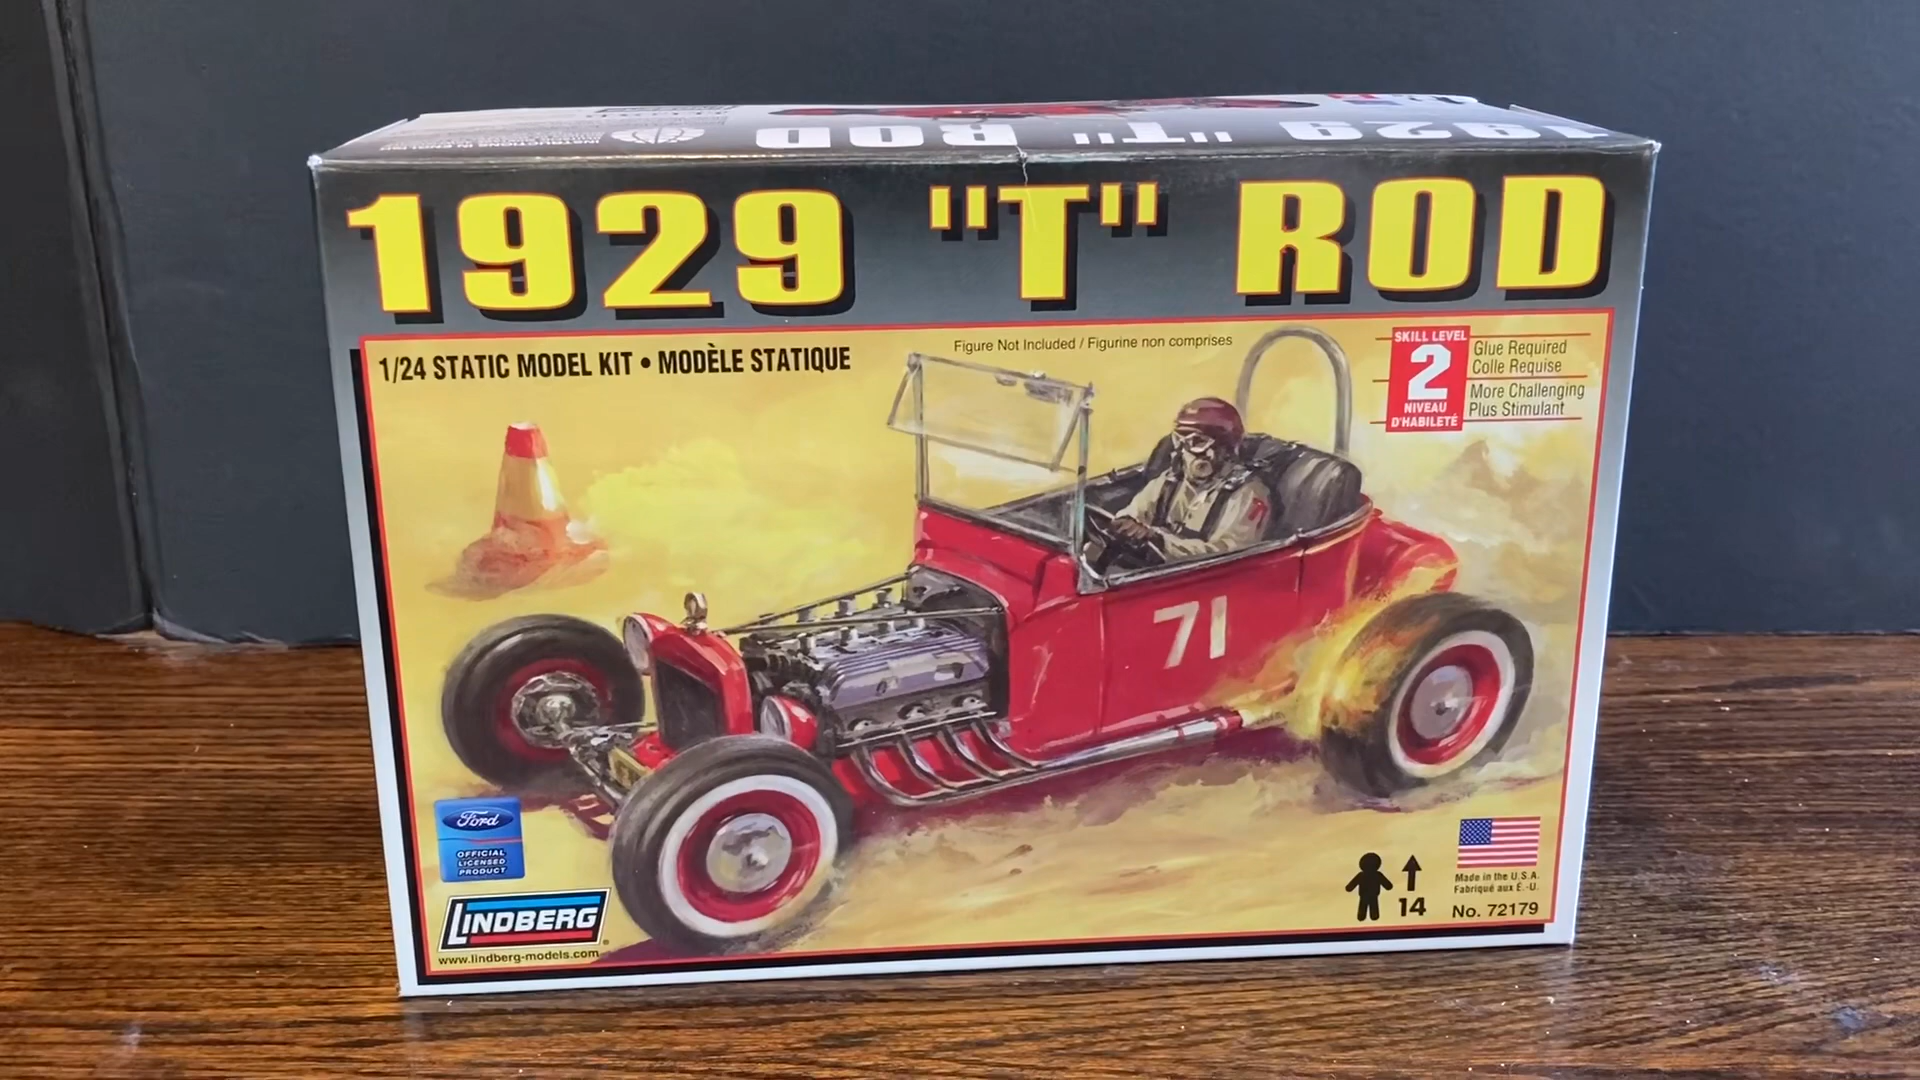 1929 "T" ROD
1929 "T" ROD
1/24 STATIC MODEL KIT • MODÈLE STATIQUE
Figure Not Included / Figurine non comprises
SKILL LEVEL
2
NIVEAU
D'HABILETÉ
Glue Required
Colle Requise
More Challenging
Plus Stimulant
71
Ford
OFFICIAL
LICENSED
PRODUCT
LINDBERG®
www.lindberg-models.com
14
Made in the U.S.A.
Fabriqué aux É.-U.
No. 72179